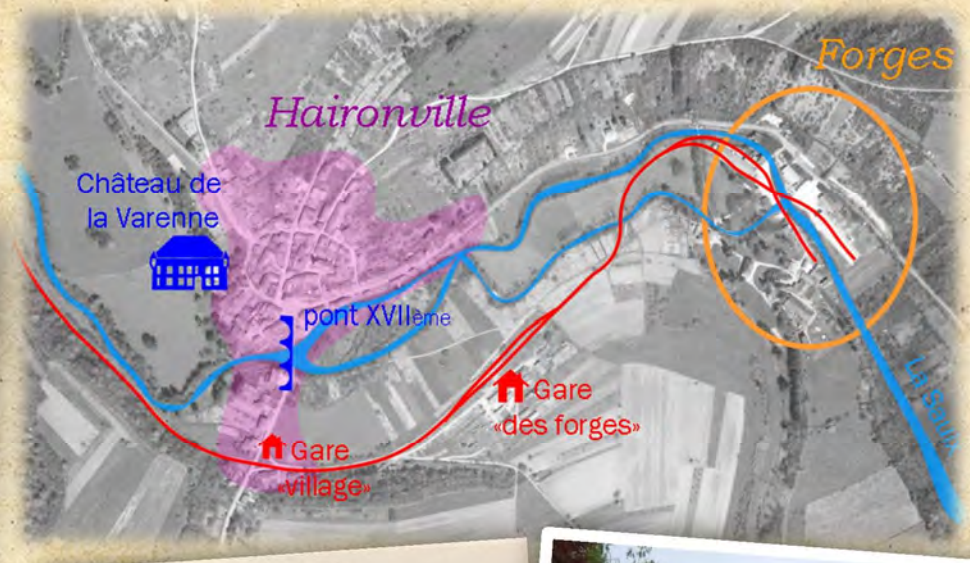 Forges
Haironville
Château de
la Varenne
pont XVIIème
Gare
«des forges»
La Saulx
Gare
«village»